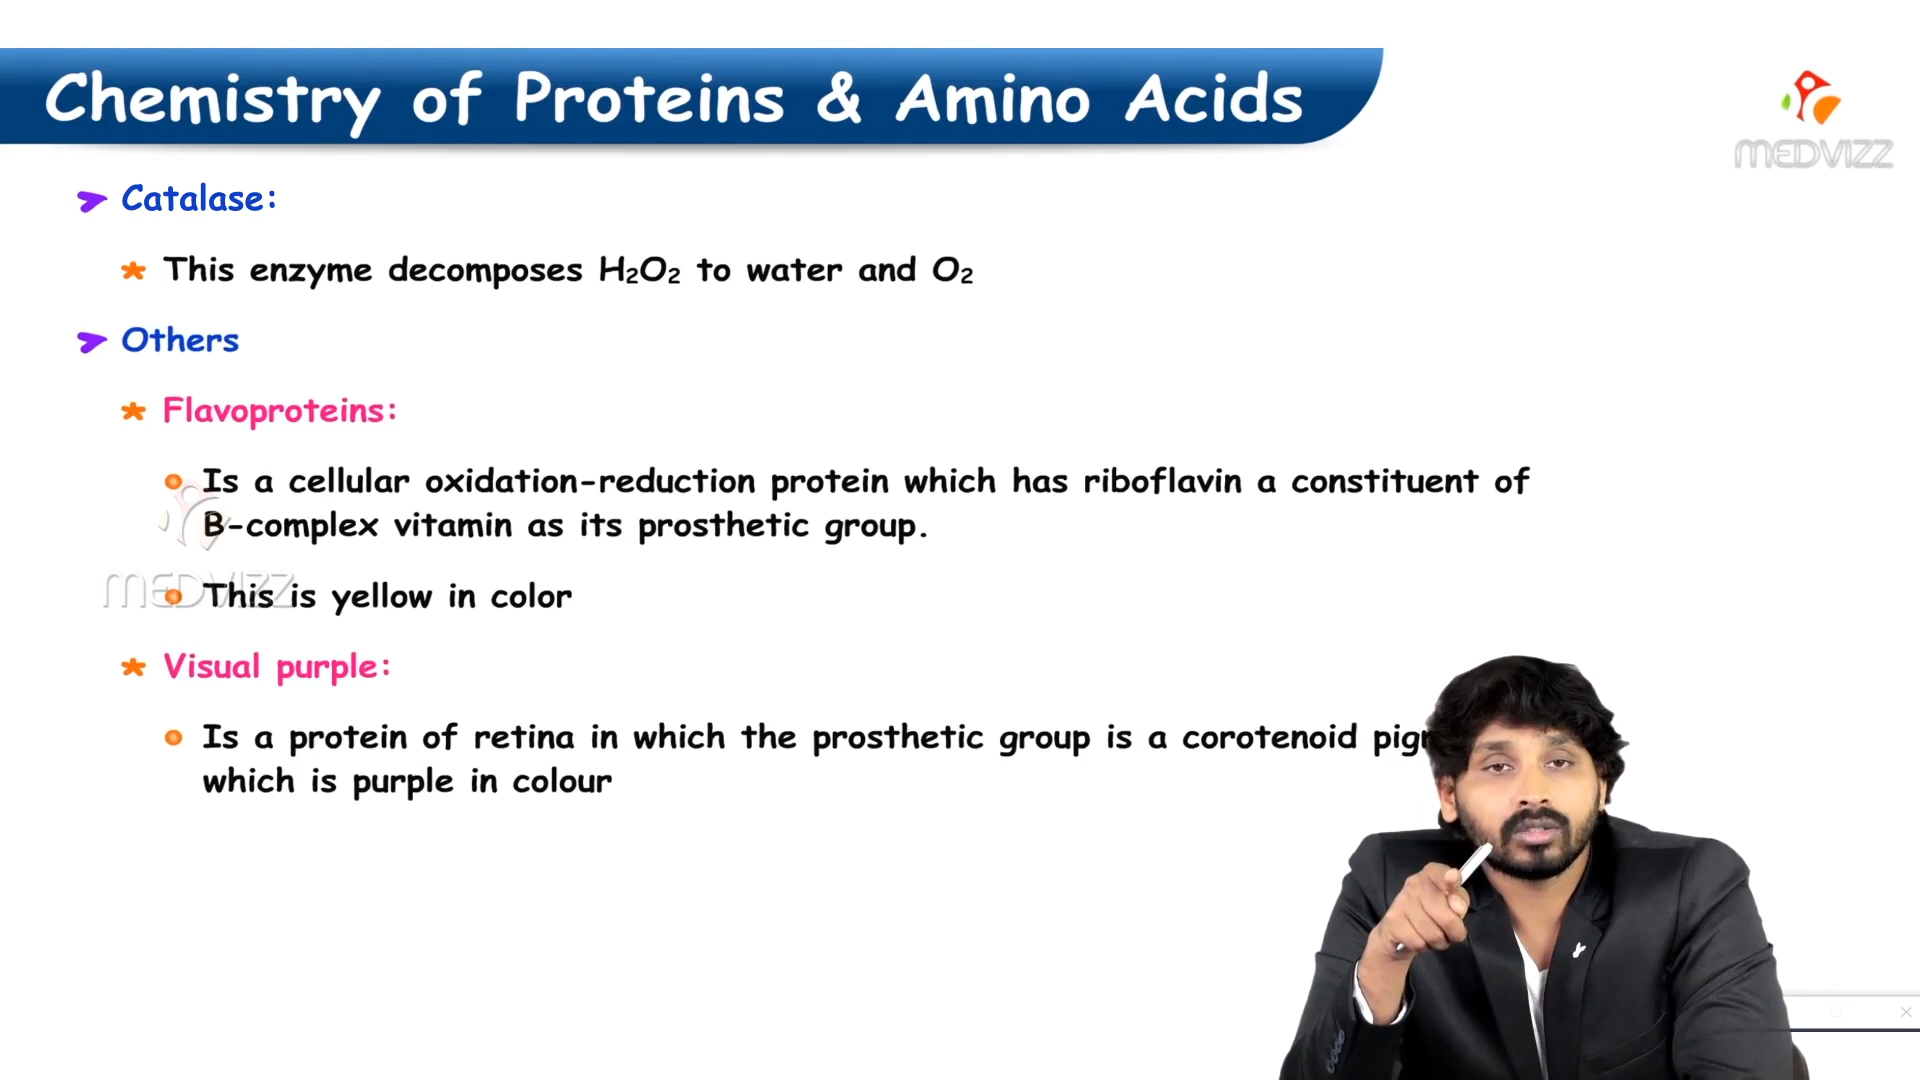 Chemistry of Proteins & Amino Acids
MEDVIZZ
Catalase:
This enzyme decomposes H₂O₂ to water and O₂
Others
Flavoproteins:
Is a cellular oxidation-reduction protein which has riboflavin a constituent of
B-complex vitamin as its prosthetic group.
MEDVIZZ
This is yellow in color
Visual purple:
Is a protein of retina in which the prosthetic group is a corotenoid
which is purple in colour